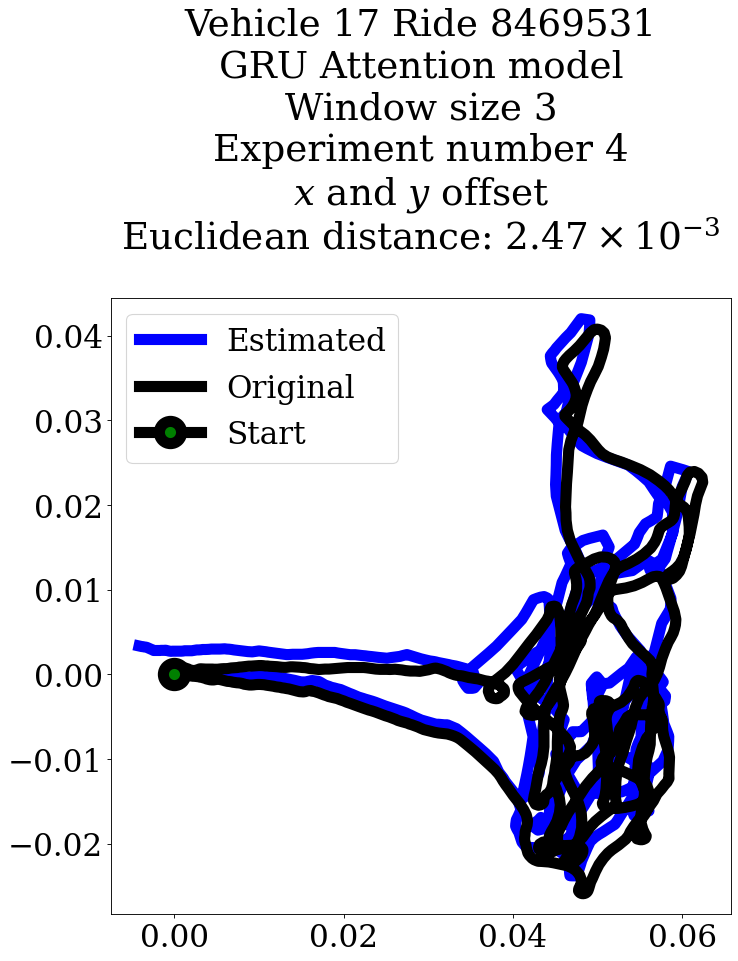 Vehicle 17 Ride 8469531
GRU Attention model
Window size 3
Experiment number 4
x and y offset
Euclidean distance: 2.47 × 10⁻³
Estimated
Original
Start
0.04
0.03
0.02
0.01
0.00
−0.01
−0.02
0.00 0.02 0.04 0.06